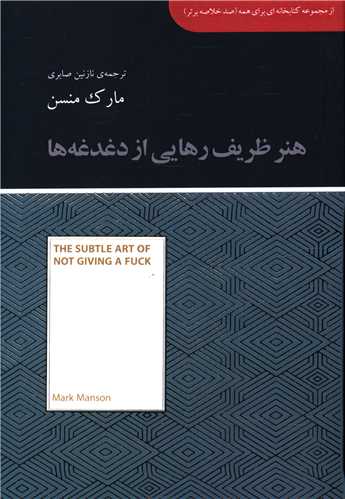 از مجموعه کتابخانه ای برای همه (صد خلاصه برتر)
ترجمه‌ی نازنین صابری
مارک منسن
هنر ظریف رهایی از دغدغه‌ها
THE SUBTLE ART OF
NOT GIVING A FUCK
Mark Manson